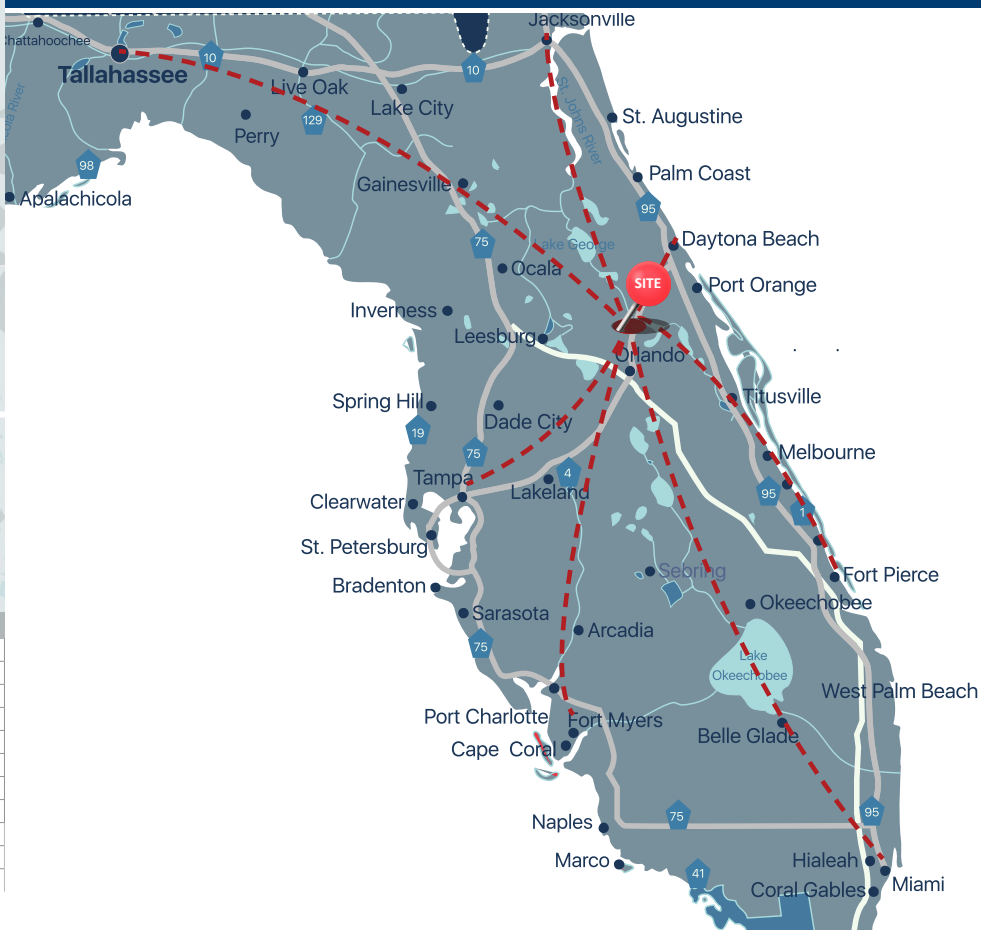 Jacksonville
Chattahoochee
10
10
Tallahassee
Live Oak
Lake City
St. Johns River
129
Perry
St. Augustine
98
Palm Coast
Gainesville
Apalachicola
95
75
Lake George
Daytona Beach
Ocala
SITE
Port Orange
Inverness
Leesburg
Orlando
Spring Hill
Titusville
19
Dade City
75
Melbourne
Tampa
4
Lakeland
95
Clearwater
1
St. Petersburg
Sebring
Fort Pierce
Bradenton
Okeechobee
Sarasota
Arcadia
75
Lake
Okeechobee
West Palm Beach
Port Charlotte
Fort Myers
Belle Glade
Cape Coral
75
95
Naples
Marco
Hialeah
41
Miami
Coral Gables